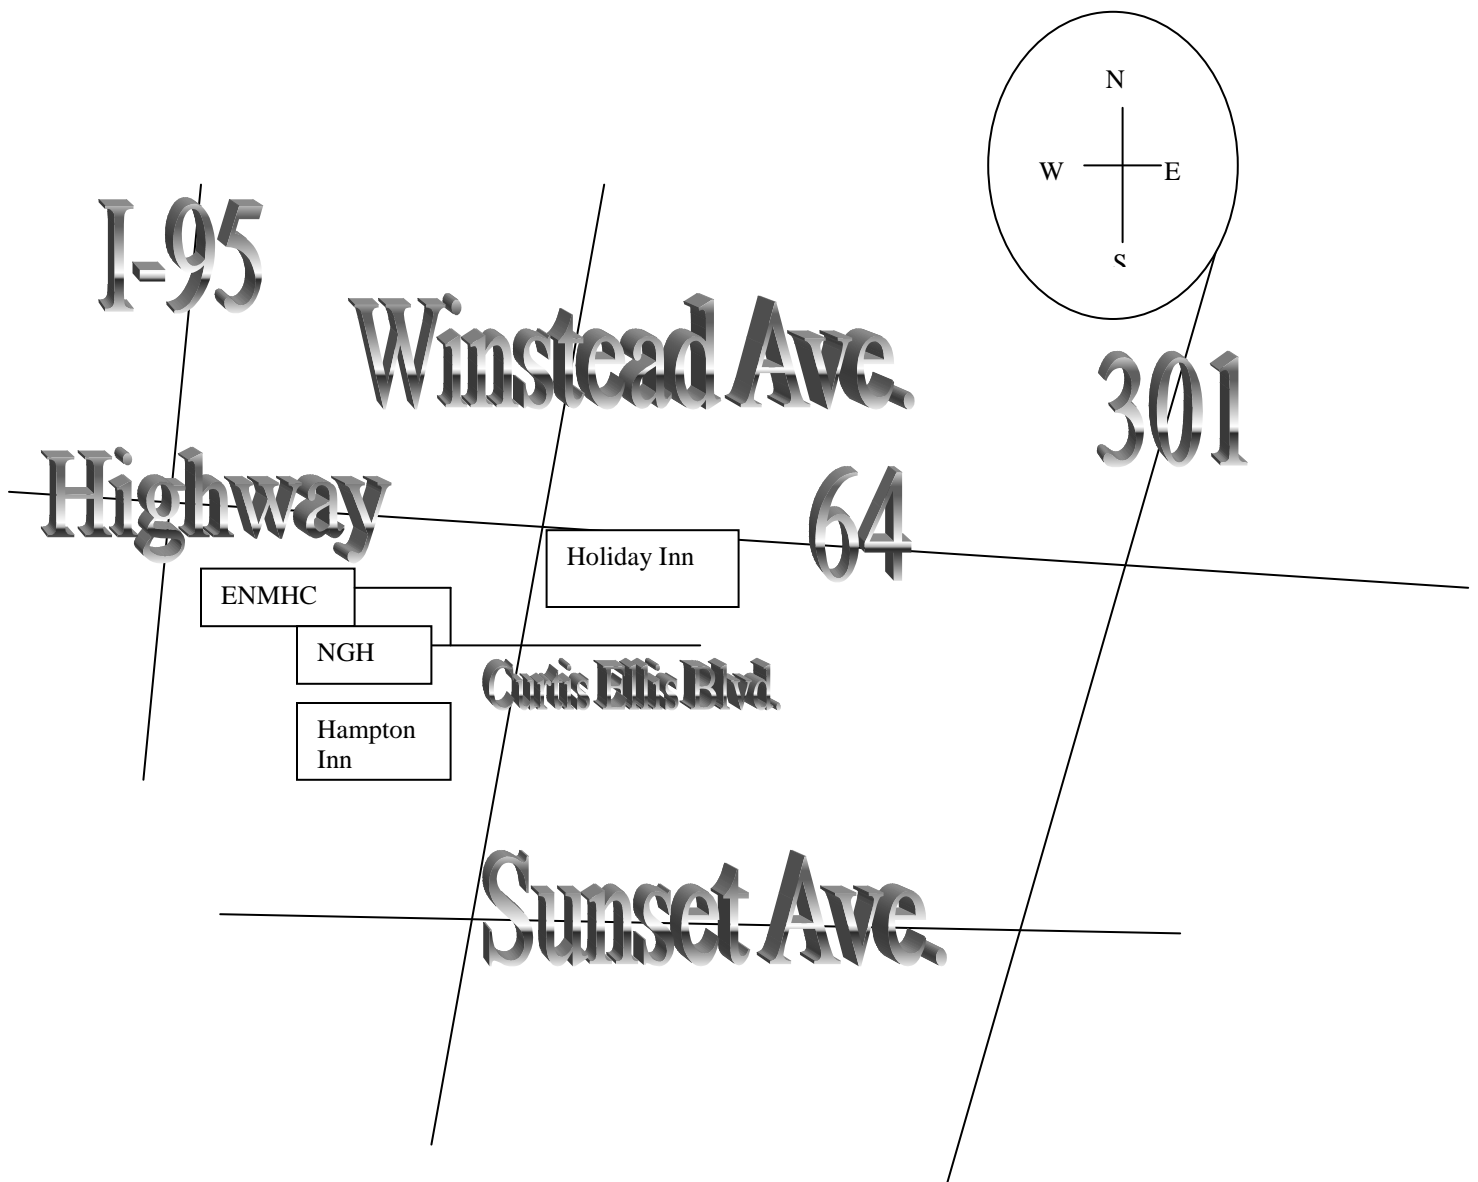 N
W E
S
I-95
Winstead Ave.
301
Highway 64
Holiday Inn
ENMHC
NGH
Curtis Ellis Blvd.
Hampton
Inn
Sunset Ave.